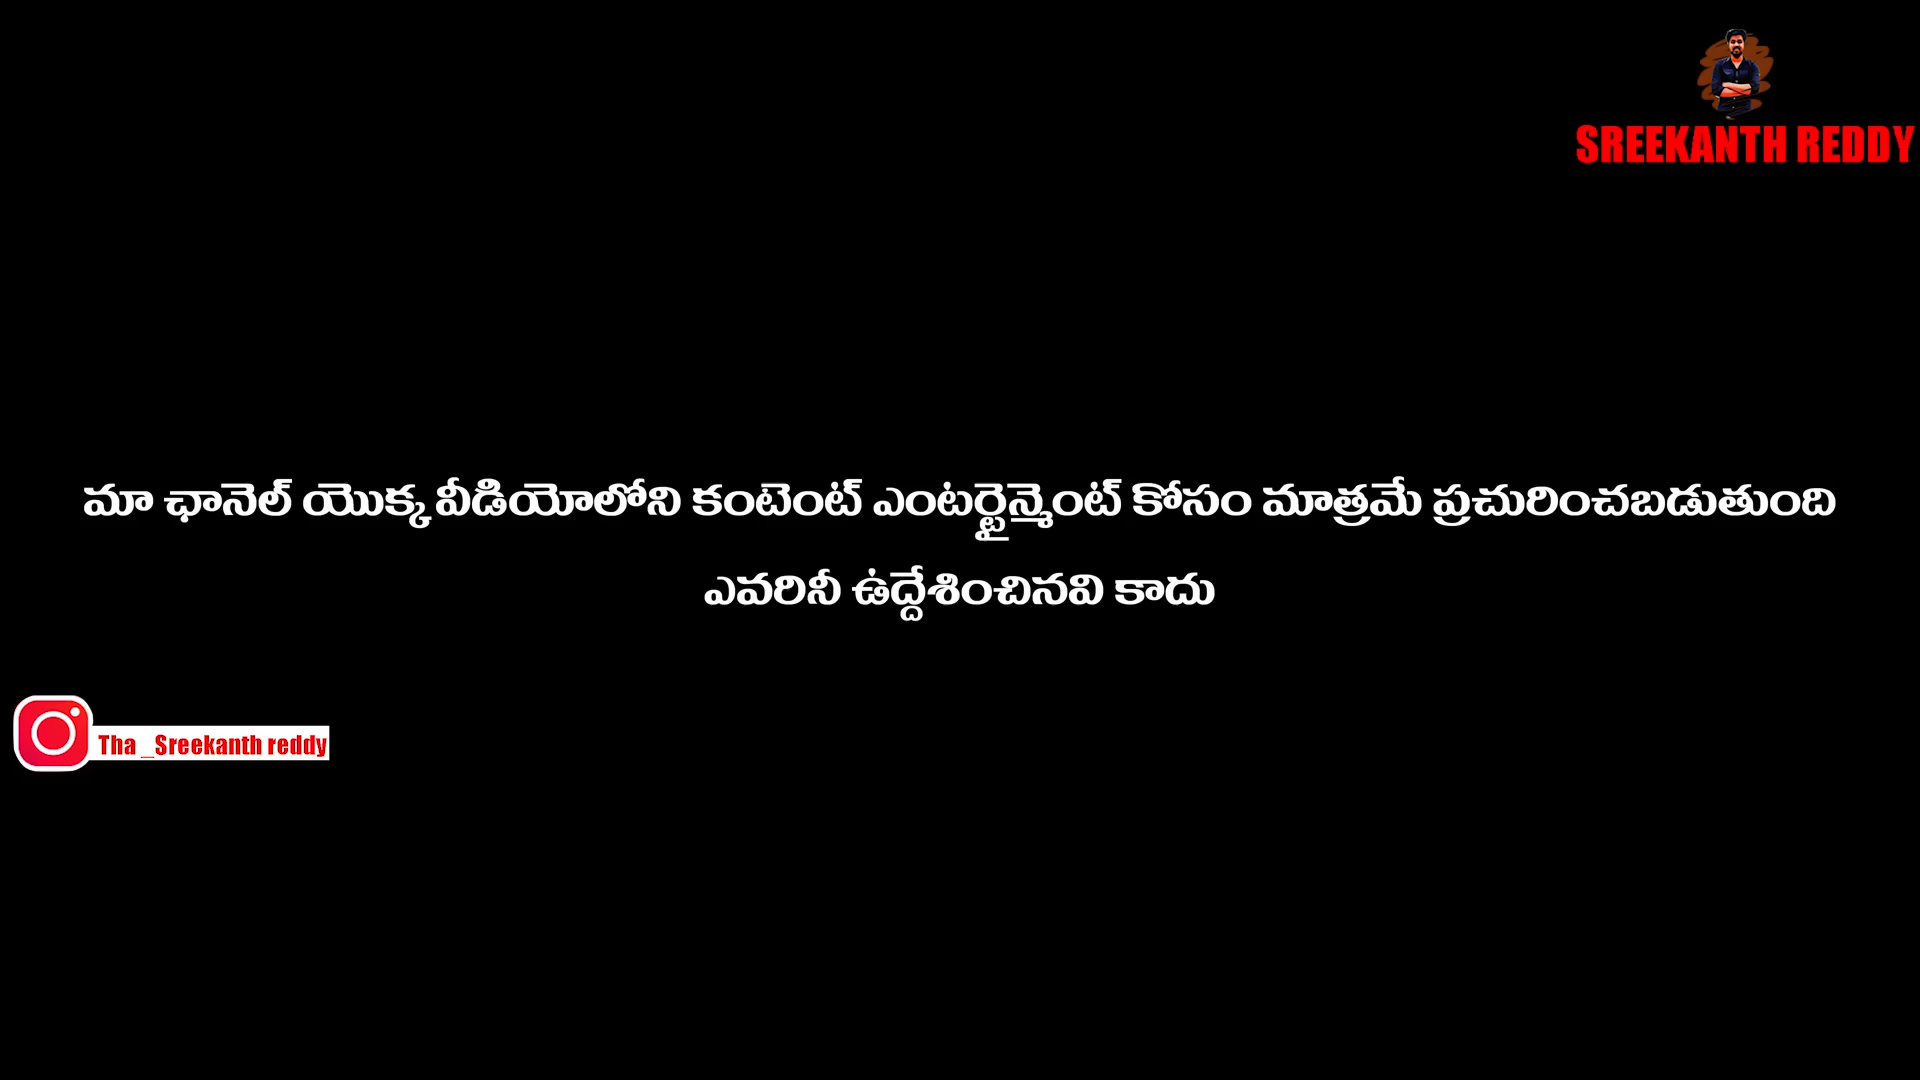 SREEKANTH REDDY
మా ఛానెల్ యొక్క వీడియోలోని కంటెంట్ ఎంటర్టైన్మెంట్ కోసం మాత్రమే ప్రచురించబడుతుంది
ఎవరినీ ఉద్దేశించినవి కాదు
Tha _Sreekanth reddy